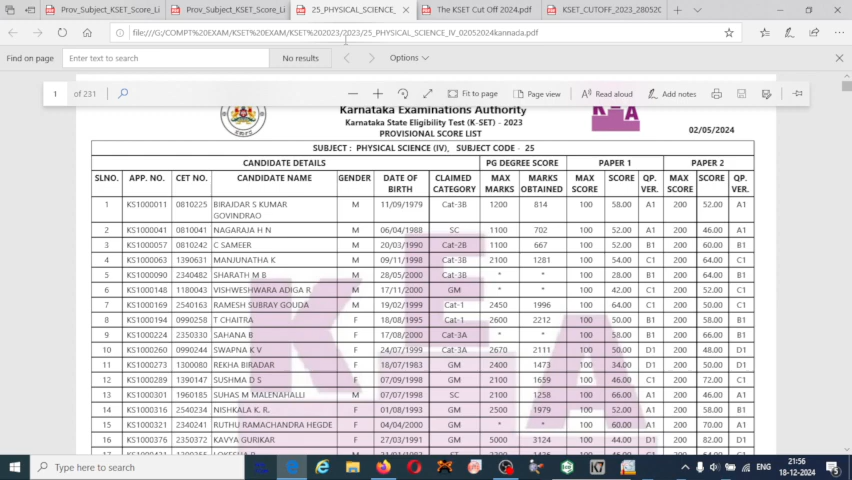 Prov_Subject_KSET_Score_Li
Prov_Subject_KSET_Score_Li
25_PHYSICAL_SCIENCE_
The KSET Cut Off 2024.pdf
KSET_CUTOFF_2023_280520
file:///G:/COMPT%20EXAM/KSET%20EXAM/KSET%202023/2023/25_PHYSICAL_SCIENCE_IV_02052024kannada.pdf
Find on page
Enter text to search
No results
Options
1 of 231
Fit to page
Page view
Read aloud
Add notes
Karnataka Examinations Authority
Karnataka State Eligibility Test (K-SET) - 2023
PROVISIONAL SCORE LIST
02/05/2024
SUBJECT : PHYSICAL SCIENCE (IV), SUBJECT CODE - 25
CANDIDATE DETAILS PG DEGREE SCORE PAPER 1 PAPER 2
SLNO. APP. NO. CET NO. CANDIDATE NAME GENDER DATE OF BIRTH CLAIMED CATEGORY MAX MARKS MARKS OBTAINED MAX SCORE SCORE QP. VER. MAX SCORE SCORE QP. VER.
1 KS1000011 0810225 BIRAJDAR S KUMAR GOVINDRAO M 11/09/1979 Cat-3B 1200 814 100 58.00 A1 200 52.00 A1
2 KS1000041 0810041 NAGARAJA H N M 06/04/1988 SC 1100 702 100 52.00 A1 200 46.00 A1
3 KS1000057 0810242 C SAMEER M 20/03/1990 Cat-2B 1100 667 100 52.00 B1 200 60.00 B1
4 KS1000063 1390631 MANJUNATHA K M 09/11/1998 Cat-3B 2100 1281 100 54.00 C1 200 64.00 C1
5 KS1000090 2340482 SHARATH M B M 28/05/2000 Cat-3B * * 100 28.00 B1 200 64.00 B1
6 KS1000148 1180043 VISHWESHWARA ADIGA R M 17/11/2000 GM * * 100 42.00 C1 200 52.00 C1
7 KS1000169 2540163 RAMESH SUBRAY GOUDA M 19/02/1999 Cat-1 2450 1996 100 64.00 C1 200 50.00 C1
8 KS1000194 0990258 T CHAITRA F 18/08/1995 Cat-1 2600 2212 100 50.00 B1 200 58.00 B1
9 KS1000224 2350330 SAHANA B F 17/08/2000 Cat-3A * * 100 58.00 B1 200 66.00 B1
10 KS1000260 0990244 SWAPNA K V F 24/07/1999 Cat-3A 2670 2111 100 50.00 D1 200 48.00 D1
11 KS1000273 1300080 REKHA BIRADAR F 18/07/1983 GM 2400 1473 100 34.00 D1 200 50.00 D1
12 KS1000289 1390147 SUSHMA D S F 07/09/1998 GM 2100 1659 100 46.00 C1 200 72.00 C1
13 KS1000301 1960185 SUHAS M MALENAHALLI M 07/07/1998 SC 2100 1258 100 66.00 A1 200 46.00 A1
14 KS1000316 2540234 NISHKALA K. R. F 01/08/1993 GM 2500 1979 100 52.00 A1 200 58.00 B1
15 KS1000321 2340241 RUTHU RAMACHANDRA HEGDE F 04/04/2000 GM * * 100 60.00 A1 200 70.00 A1
16 KS1000376 2350372 KAVYA GURIKAR F 27/03/1991 GM 5000 3124 100 44.00 D1 200 82.00 D1
KEA
Type here to search
ENG
21:56
18-12-2024